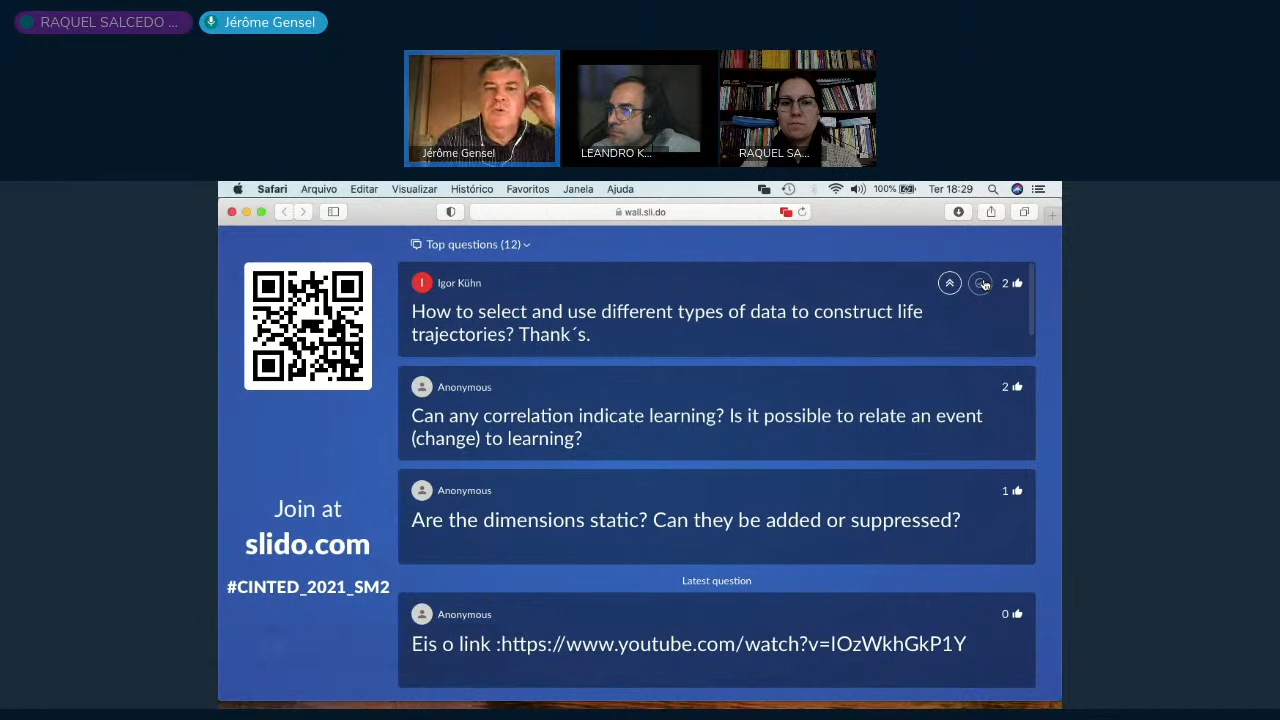 RAQUEL SALCEDO ...
Jérôme Gensel
Jérôme Gensel
LEANDRO K...
RAQUEL SA...
Safari Arquivo Editar Visualizar Histórico Favoritos Janela Ajuda 100% Ter 18:29
wall.sli.do
Top questions (12)
I Igor Kühn 2
How to select and use different types of data to construct life
trajectories? Thank´s.
Anonymous 2
Can any correlation indicate learning? Is it possible to relate an event
(change) to learning?
Anonymous 1
Are the dimensions static? Can they be added or suppressed?
Join at
slido.com
#CINTED_2021_SM2
Latest question
Anonymous 0
Eis o link :https://www.youtube.com/watch?v=IOzWkhGkP1Y